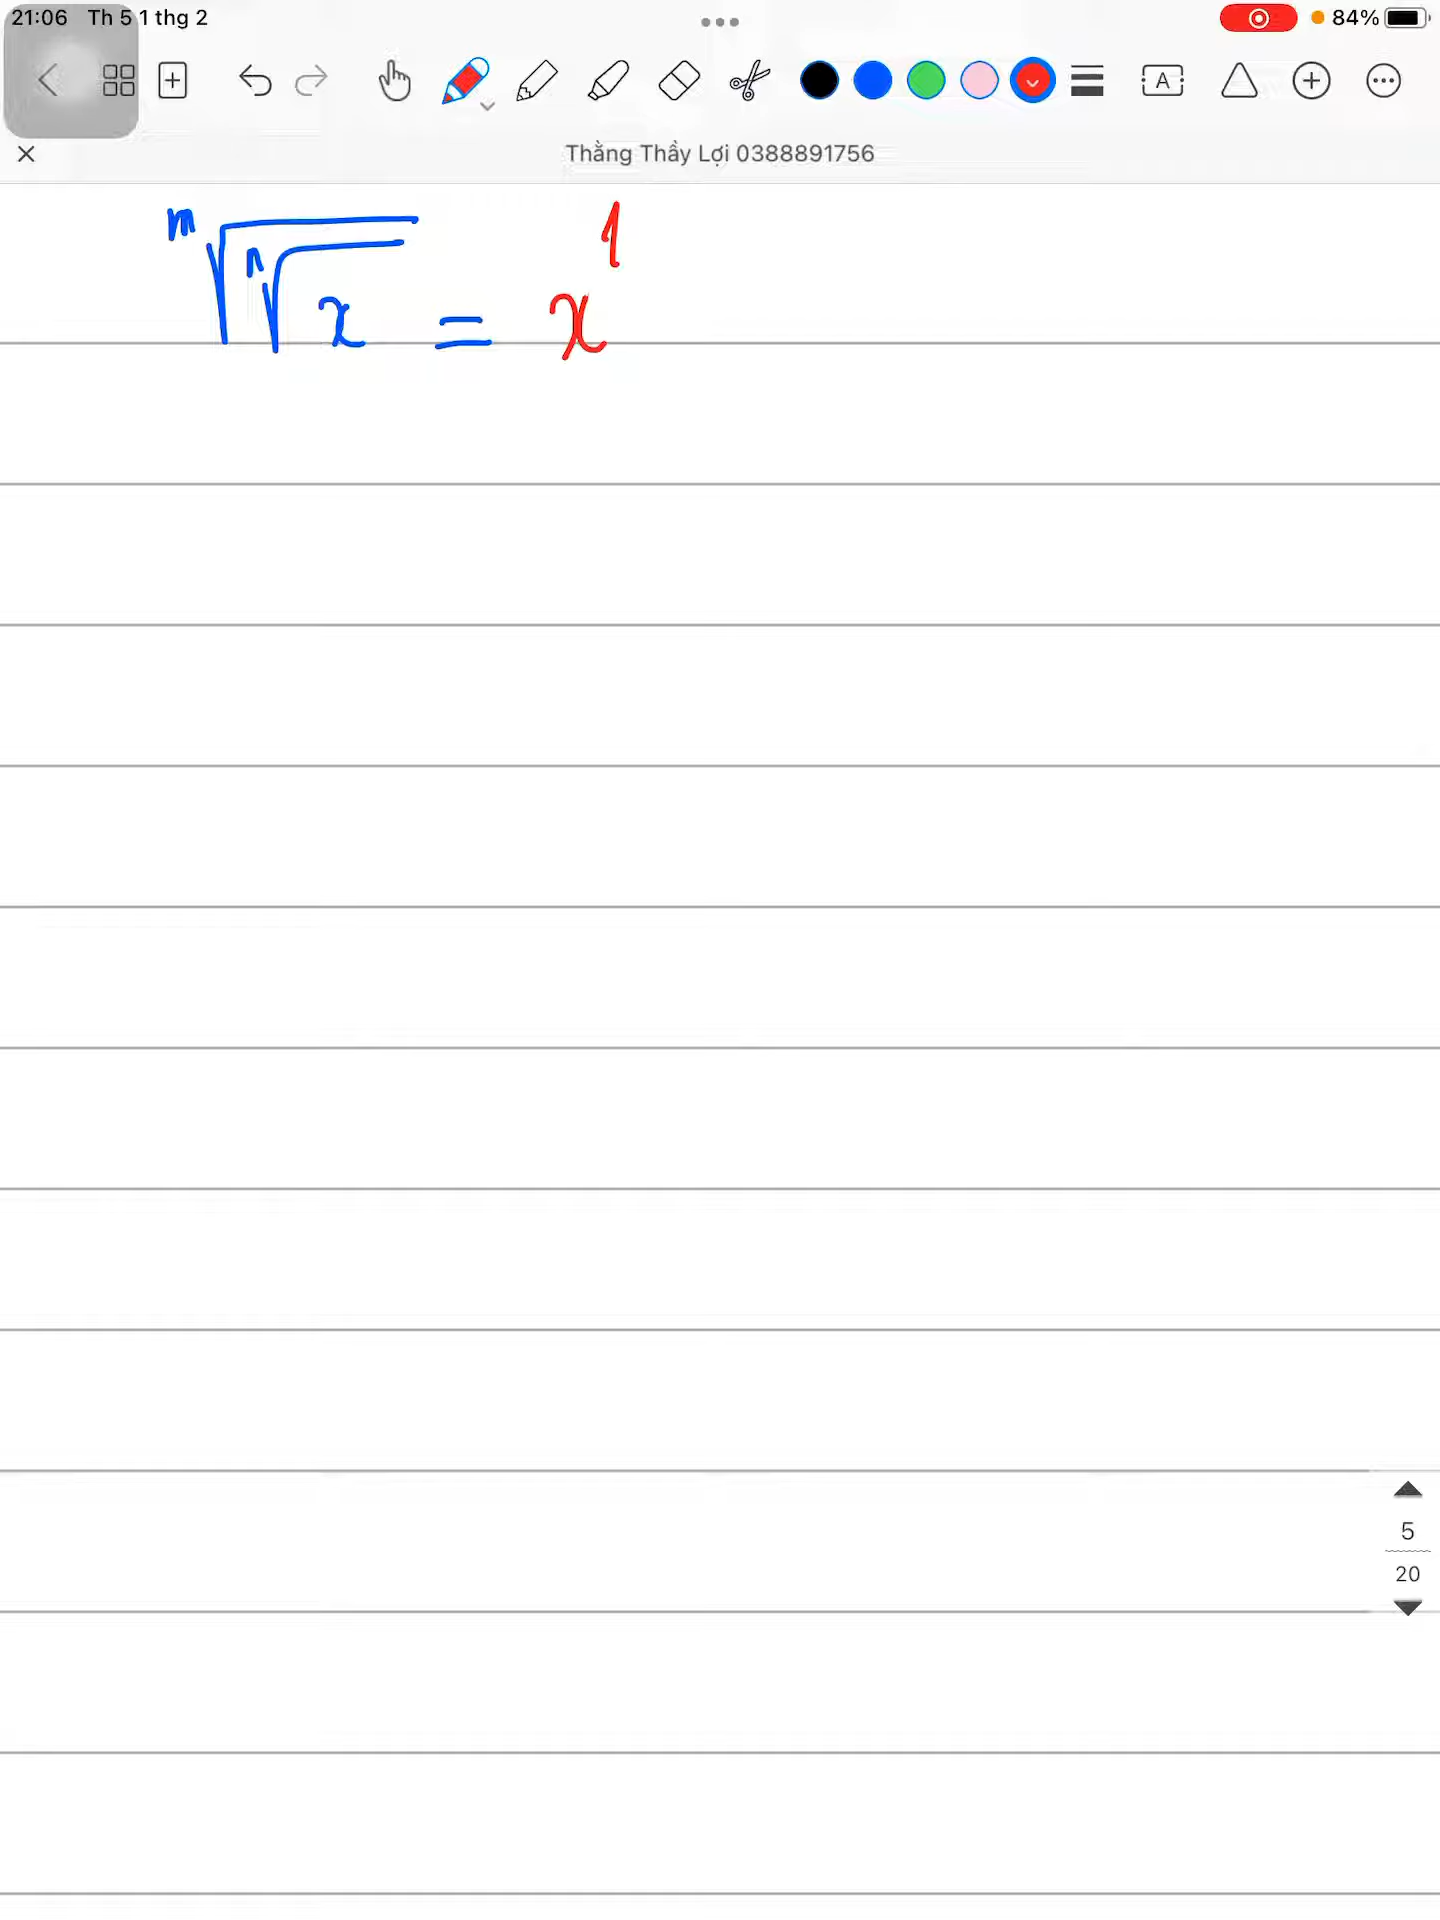 21:06 Th 5 1 thg 2 84%
A
Thằng Thầy Lợi 0388891756
m√n√x = x^1
5
20